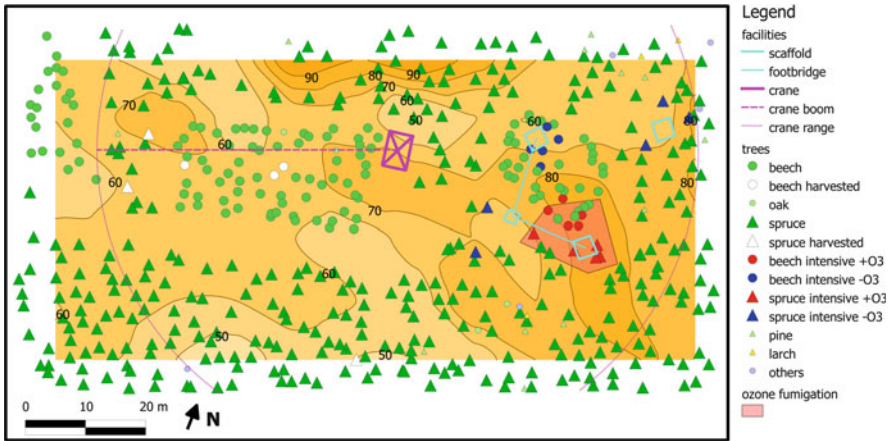 90
80
90
70
60
50
70
60
60
80
80
60
80
70
60
60
50
50
0 10 20 m
N
Legend
facilities
scaffold
footbridge
crane
crane boom
crane range
trees
beech
beech harvested
oak
spruce
spruce harvested
beech intensive +O3
beech intensive -O3
spruce intensive +O3
spruce intensive -O3
pine
larch
others
ozone fumigation